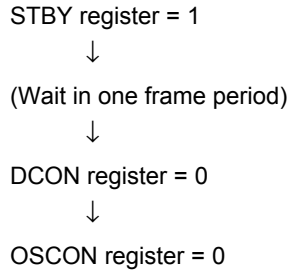 STBY register = 1
↓
(Wait in one frame period)
↓
DCON register = 0
↓
OSCON register = 0